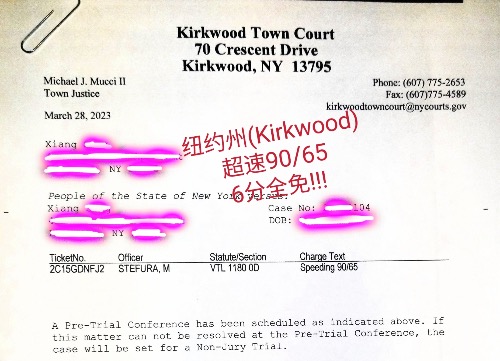 Kirkwood Town Court
70 Crescent Drive
Kirkwood, NY 13795
Michael J. Mucci II
Town Justice
Phone: (607) 775-2653
Fax: (607)775-4589
kirkwoodtowncourt@nycourts.gov
March 28, 2023
Xiang
NY
纽约州(Kirkwood)
超速90/65
6分全免!!!
People of the State of New York versus:
Xiang
NY
Case No: 104
DOB:
TicketNo. Officer Statute/Section Charge Text
2C15GDNFJ2 STEFURA, M VTL 1180 0D Speeding 90/65
A Pre-Trial Conference has been scheduled as indicated above. If
this matter can not be resolved at the Pre-Trial Conference, the
case will be set for a Non-Jury Trial.